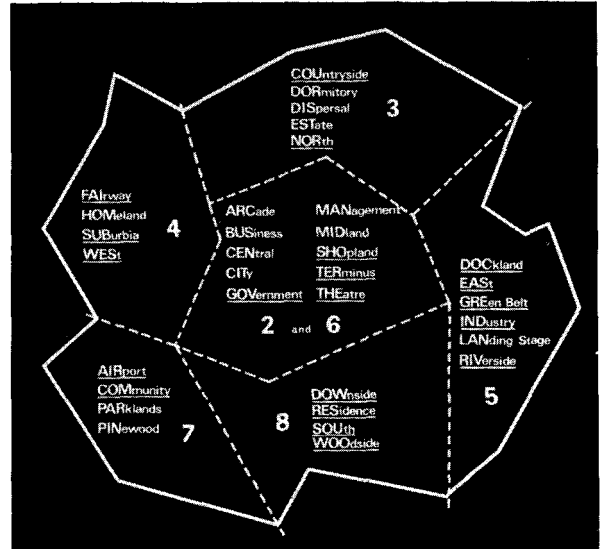 COUntryside
DORmitory
DISpersal
ESTate
NORth
3
FAIrway
HOMeland
SUBurbia
WESt
4
ARCade
BUSiness
CENtral
CITy
GOVernment
MANagement
MIDland
SHOpland
TERminus
THEatre
2 and 6
DOCkland
EASt
GREen Belt
INDustry
LANding Stage
RIVerside
5
AIRport
COMmunity
PARklands
PINewood
7
DOWnside
RESidence
SOUth
WOOdside
8